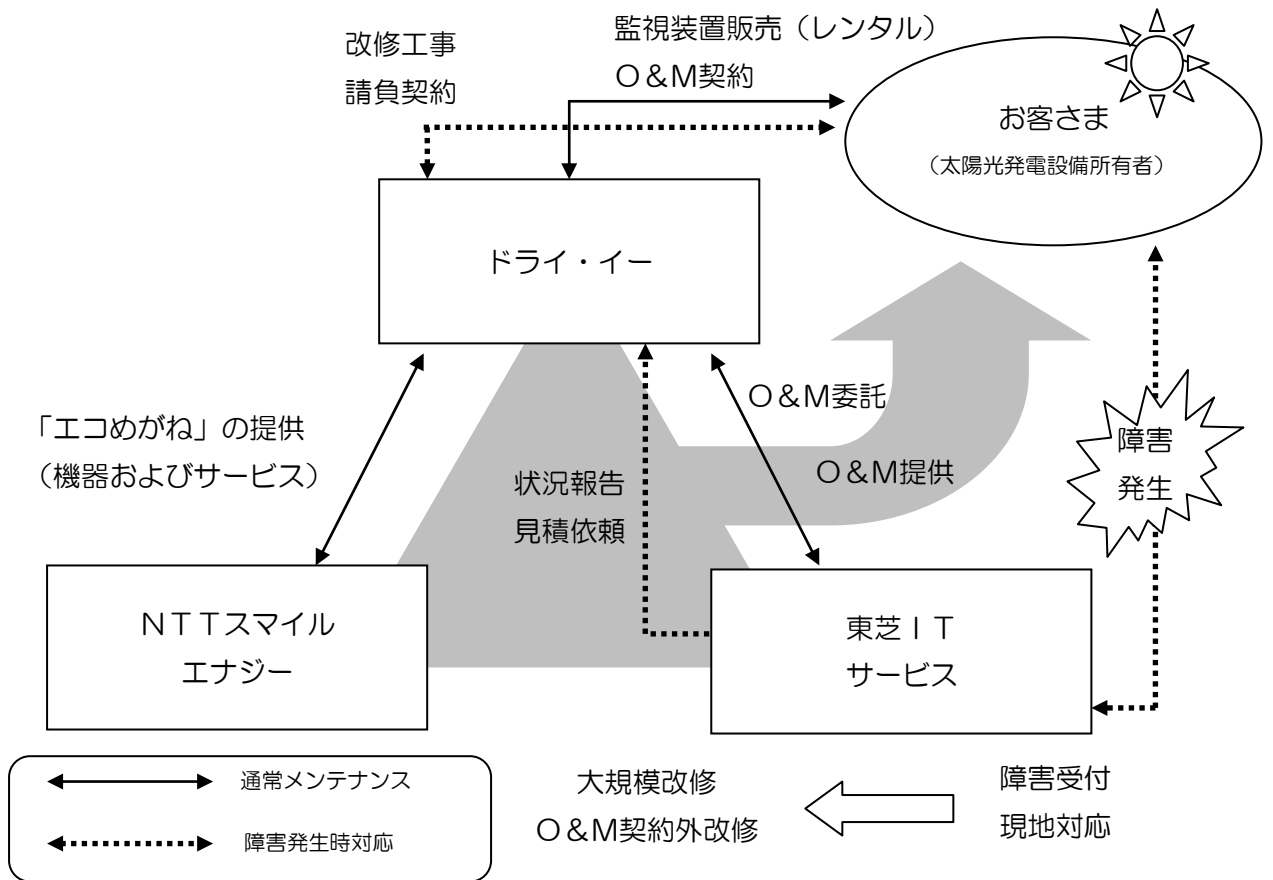 改修工事
請負契約
監視装置販売（レンタル）
Ｏ＆Ｍ契約
お客さま
（太陽光発電設備所有者）
ドライ・イー
「エコめがね」の提供
（機器およびサービス）
Ｏ＆Ｍ委託
Ｏ＆Ｍ提供
状況報告
見積依頼
障害
発生
ＮＴＴスマイル
エナジー
東芝ＩＴ
サービス
通常メンテナンス
障害発生時対応
大規模改修
Ｏ＆Ｍ契約外改修
障害受付
現地対応